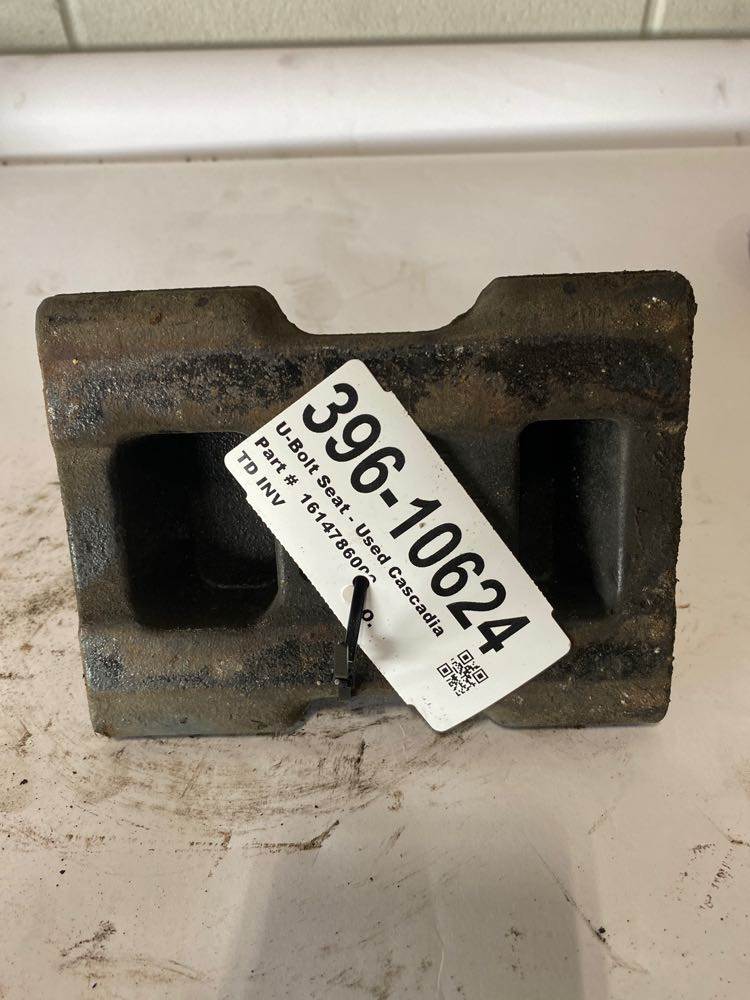 396-10624
U-Bolt Seat - Used Cascadia
Part #
TD INV